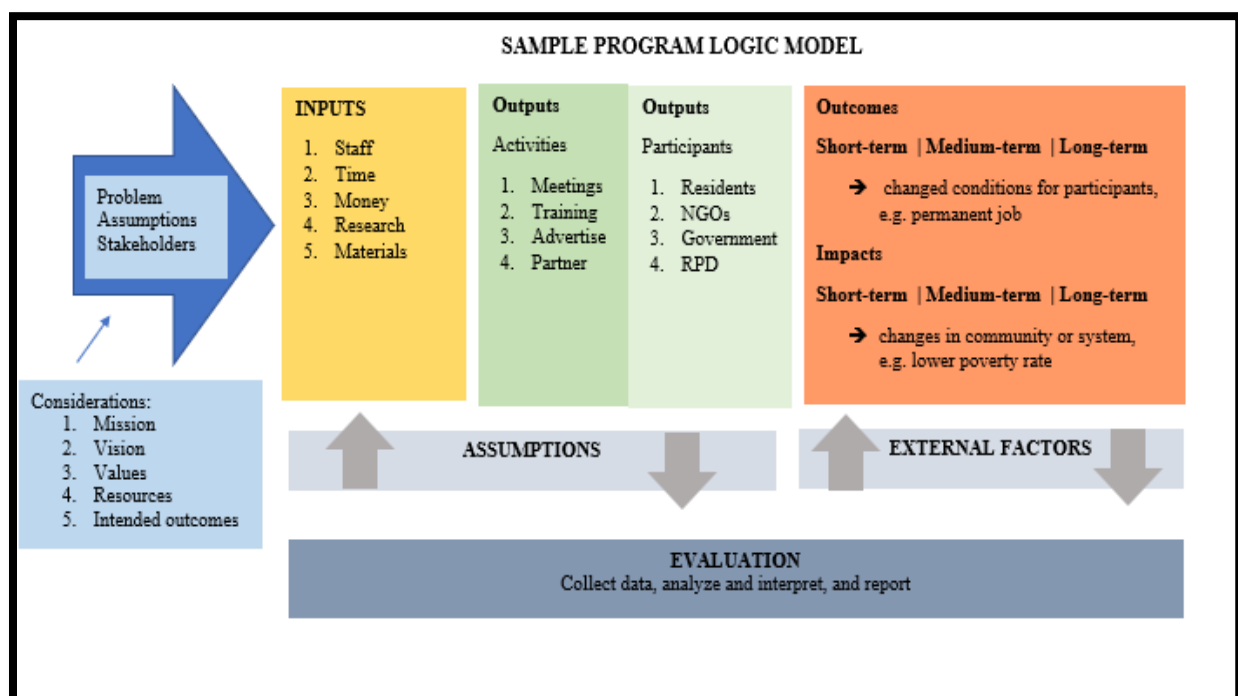 SAMPLE PROGRAM LOGIC MODEL
Problem
Assumptions
Stakeholders
Considerations:
1. Mission
2. Vision
3. Values
4. Resources
5. Intended outcomes
INPUTS
1. Staff
2. Time
3. Money
4. Research
5. Materials
Outputs
Activities
1. Meetings
2. Training
3. Advertise
4. Partner
Outputs
Participants
1. Residents
2. NGOs
3. Government
4. RPD
Outcomes
Short-term | Medium-term | Long-term
➔ changed conditions for participants,
e.g. permanent job
Impacts
Short-term | Medium-term | Long-term
➔ changes in community or system,
e.g. lower poverty rate
ASSUMPTIONS
EXTERNAL FACTORS
EVALUATION
Collect data, analyze and interpret, and report